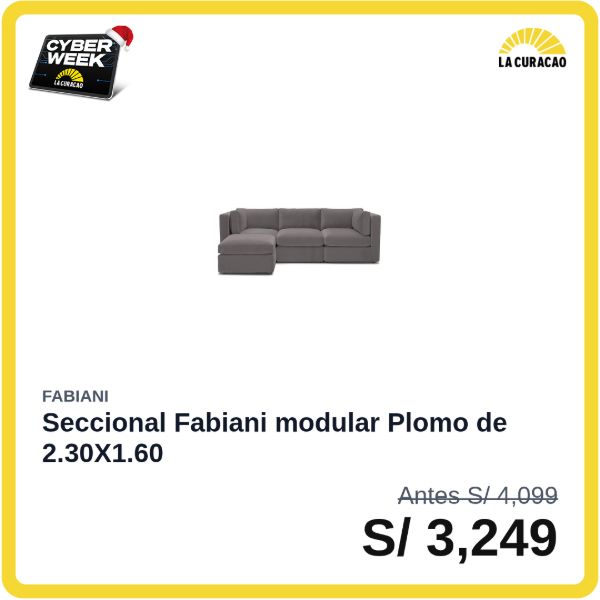 CYBER
WEEK
LA CURACAO
LA CURACAO
FABIANI
Seccional Fabiani modular Plomo de
2.30X1.60
Antes S/ 4,099
S/ 3,249